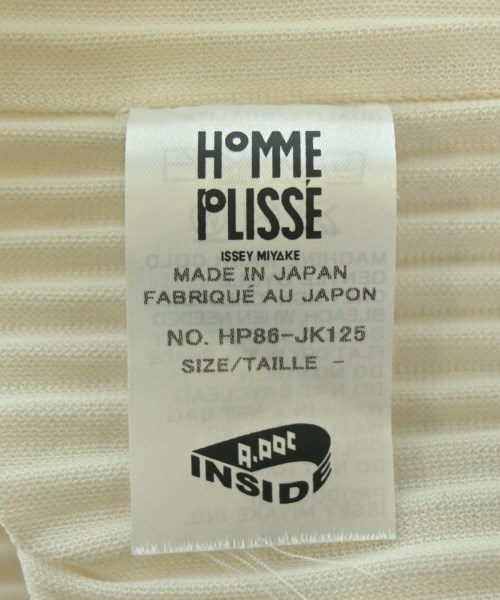 HOMME
PLISSÉ
ISSEY MIYAKE
MADE IN JAPAN
FABRIQUÉ AU JAPON
NO. HP86-JK125
SIZE/TAILLE -
A.POC
INSIDE